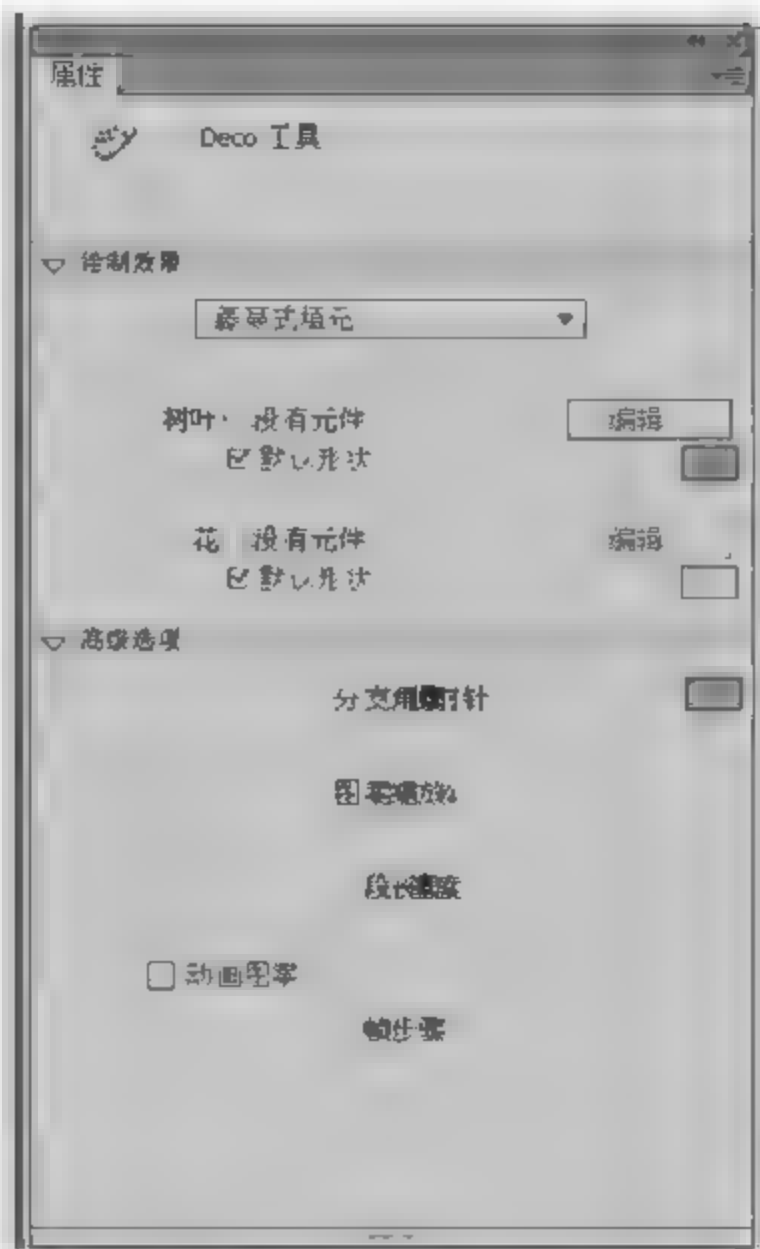 属性
Deco 工具
绘制效果
藤蔓式填充
树叶: 没有元件 编辑
默认形状
花: 没有元件 编辑
默认形状
高级选项
分支角度 时针
图案缩放
段长度
动画图案
帧步骤